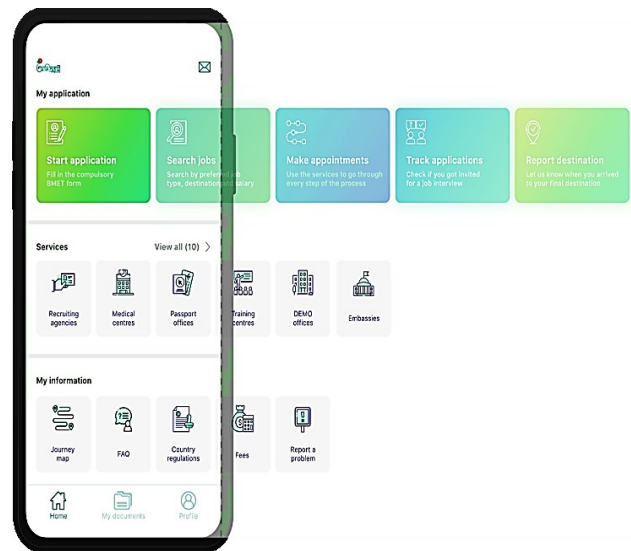 My application
Start application
Fill in the compulsory
BMET form
Search jobs
Search by preferred job
type, destination and salary
Make appointments
Use the services to go through
every step of the process
Track applications
Check if you got invited
for a job interview
Report destination
Let us know when you arrived
to your final destination
Services
View all (10)
Recruiting
agencies
Medical
centres
Passport
offices
Training
centres
DEMO
offices
Embassies
My information
Journey
map
FAQ
Country
regulations
Fees
Report a
problem
Home
My documents
Profile